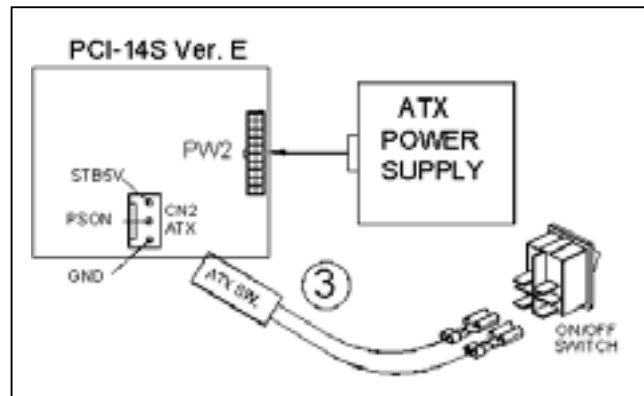 PCI-14S Ver. E
ATX
POWER
SUPPLY
PW2
STB5V
PSON
CN2
ATX
GND
ATX SW.
3
ON/OFF
SWITCH